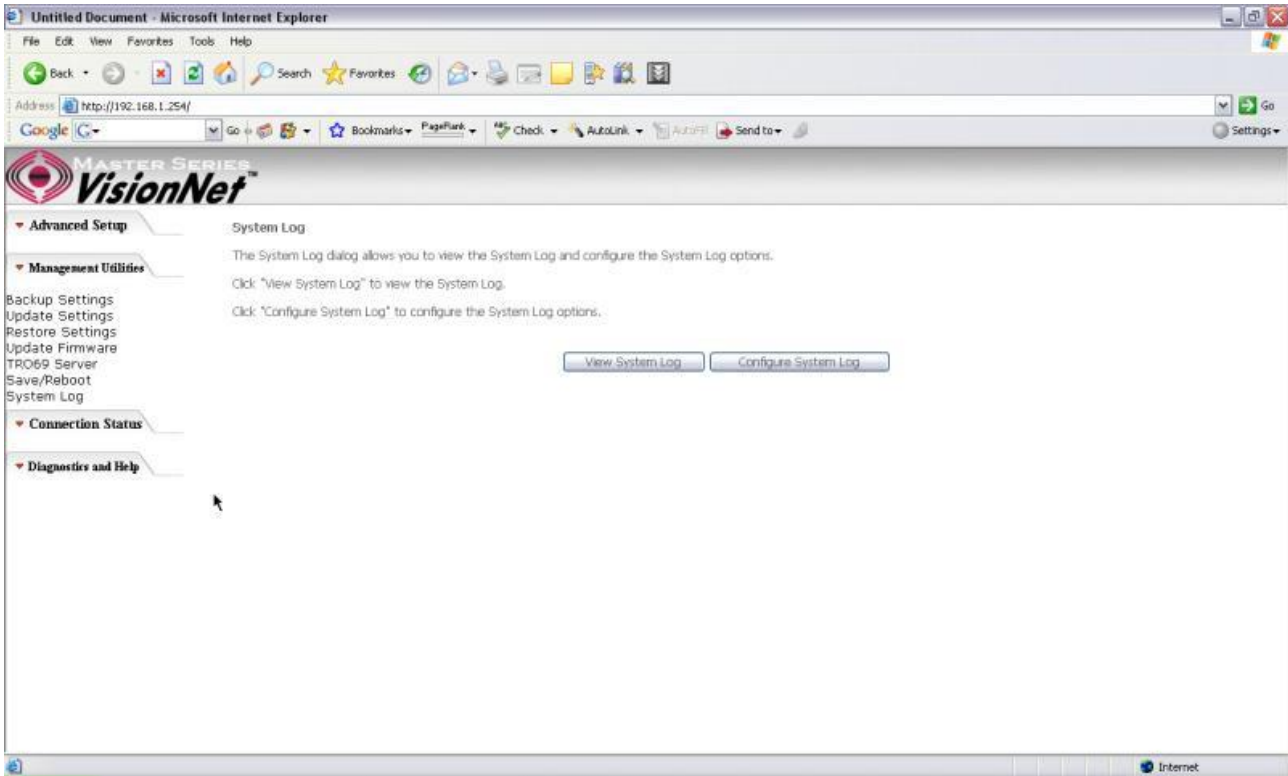 Untitled Document - Microsoft Internet Explorer
File Edit View Favorites Tools Help
Back Search Favorites
Address http://192.168.1.254/ Go
Google G Go Bookmarks PageRank ABC Check AutoLink AutoFill Send to Settings
MASTER SERIES
VisionNet™
Advanced Setup
Management Utilities
Backup Settings
Update Settings
Restore Settings
Update Firmware
TRO69 Server
Save/Reboot
System Log
Connection Status
Diagnostics and Help
System Log
The System Log dialog allows you to view the System Log and configure the System Log options.
Click "View System Log" to view the System Log.
Click "Configure System Log" to configure the System Log options.
View System Log Configure System Log
Internet